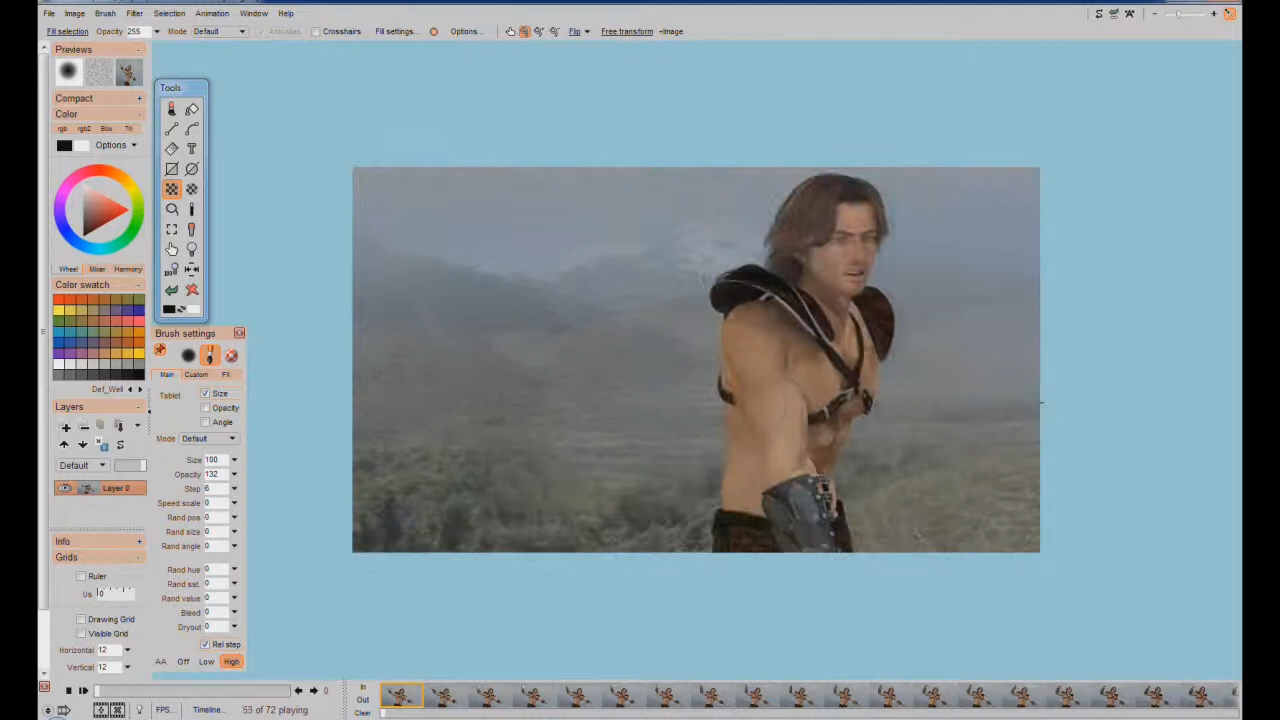 File Image Brush Filter Selection Animation Window Help
Fill selection Opacity 255 Mode Default Anti-alias Crosshairs Fill settings... Options... Flip Free transform +Image
Previews
Tools
Compact
Color
rgb rgb2 Box Tri
Options
Wheel Mixer Harmony
Color swatch
Def_Well
Layers
Default
Layer 0
Info
Grids
Ruler
Us 0
Drawing Grid
Visible Grid
Horizontal 12
Vertical 12
Brush settings
Main Custom FX
Tablet Size
Opacity
Angle
Mode Default
Size 100
Opacity 132
Step 6
Speed scale 0
Rand pos 0
Rand size 0
Rand angle 0
Rand hue 0
Rand sat. 0
Rand value 0
Bleed 0
Dryout 0
Rel step
AA Off Low High
0
In
Out
Clear
FPS... Timeline... 53 of 72 playing